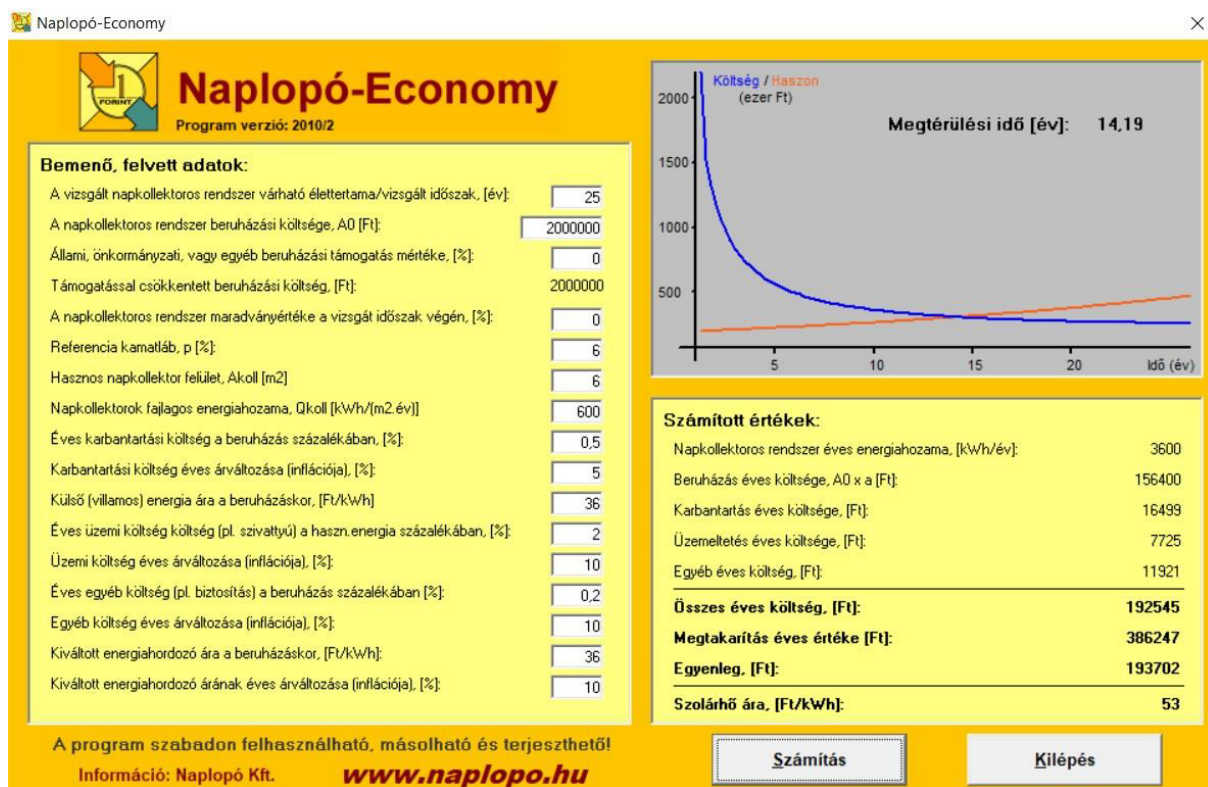 Naplopó-Economy
1
FORINT
Naplopó-Economy
Program verzió: 2010/2
Bemenő, felvett adatok:
A vizsgált napkollektoros rendszer várható élettertama/vizsgált időszak, [év]: 25
A napkollektoros rendszer beruházási költsége, A0 [Ft]: 2000000
Állami, önkormányzati, vagy egyéb beruházási támogatás mértéke, [%]: 0
Támogatással csökkentett beruházási költség, [Ft]: 2000000
A napkollektoros rendszer maradványértéke a vizsgát időszak végén, [%]: 0
Referencia kamatláb, p [%]: 6
Hasznos napkollektor felület, Akoll [m2] 6
Napkollektorok fajlagos energiahozama, Qkoll [kWh/(m2.év)] 600
Éves karbantartási költség a beruházás százalékában, [%]: 0,5
Karbantartási költség éves árváltozása (inflációja), [%]: 5
Külső (villamos) energia ára a beruházáskor, [Ft/kWh] 36
Éves üzemi költség költség (pl. szivattyú) a haszn.energia százalékában, [%]: 2
Üzemi költség éves árváltozása (inflációja), [%]: 10
Éves egyéb költség (pl. biztosítás) a beruházás százalékában [%]: 0,2
Egyéb költség éves árváltozása (inflációja), [%]: 10
Kiváltott energiahordozó ára a beruházáskor, [Ft/kWh]: 36
Kiváltott energiahordozó árának éves árváltozása (inflációja), [%]: 10
A program szabadon felhasználható, másolható és terjeszthető!
Információ: Naplopó Kft. www.naplopo.hu
Költség / Haszon
(ezer Ft)
Megtérülési idő [év]: 14,19
2000
1500
1000
500
5 10 15 20 Idő (év)
Számított értékek:
Napkollektoros rendszer éves energiahozama, [kWh/év]: 3600
Beruházás éves költsége, A0 x a [Ft]: 156400
Karbantartás éves költsége, [Ft]: 16499
Üzemeltetés éves költsége, [Ft]: 7725
Egyéb éves költség, [Ft]: 11921
Összes éves költség, [Ft]: 192545
Megtakarítás éves értéke [Ft]: 386247
Egyenleg, [Ft]: 193702
Szolárhő ára, [Ft/kWh]: 53
Számítás Kilépés